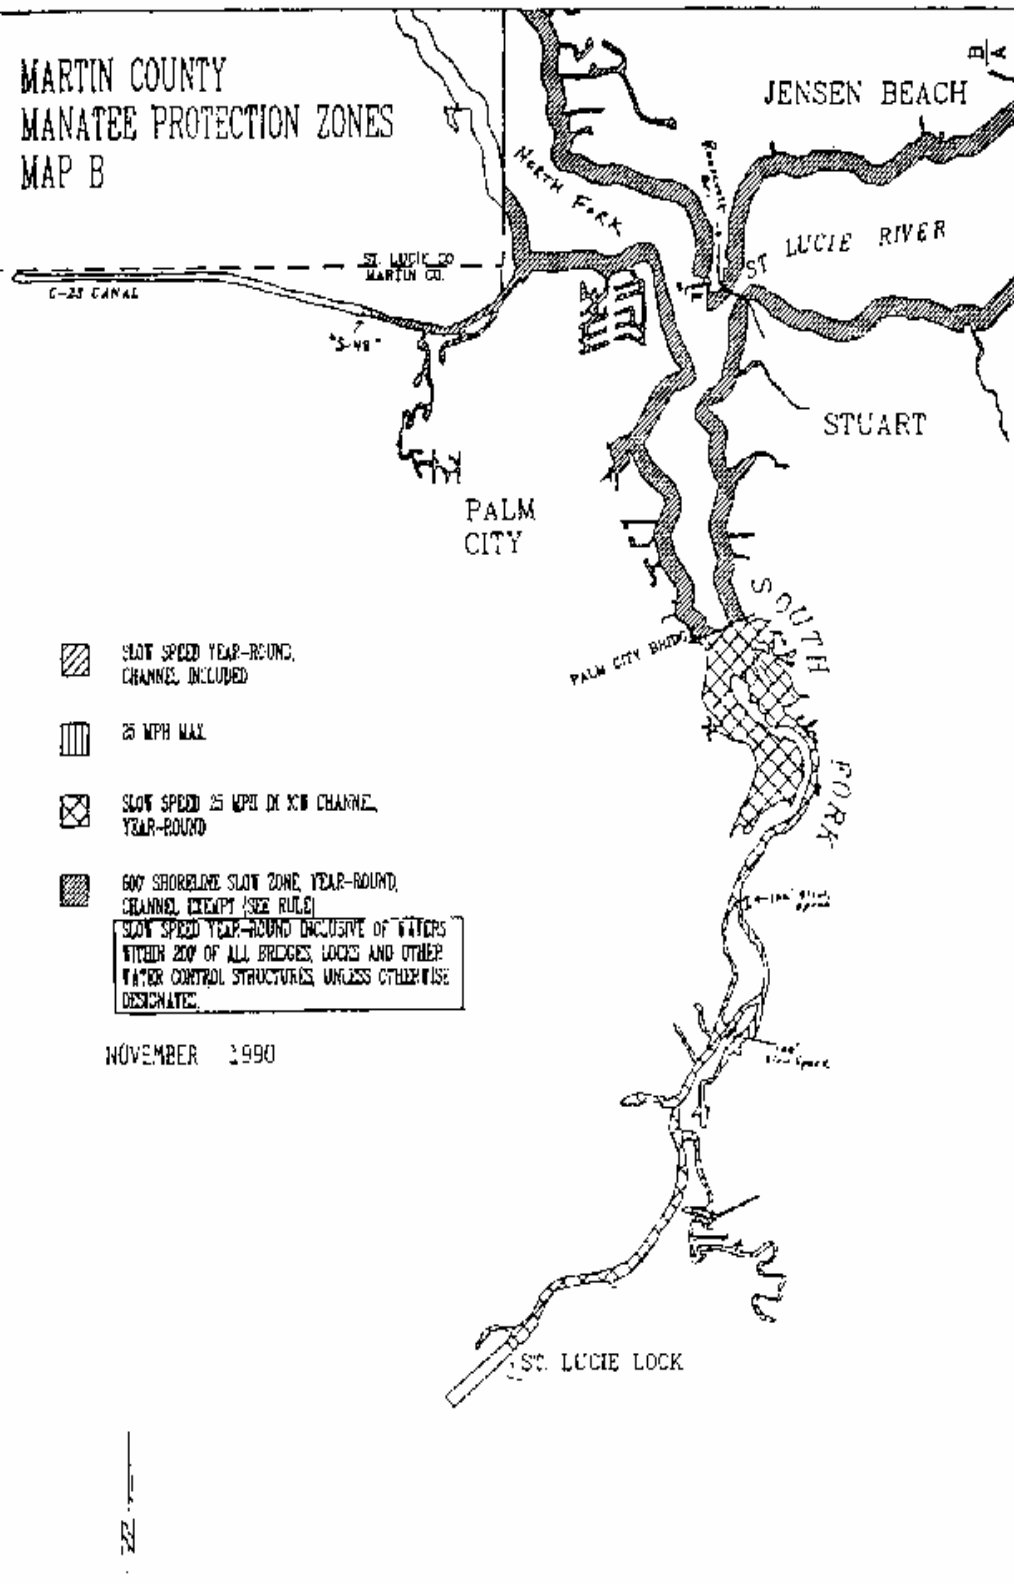 MARTIN COUNTY
MANATEE PROTECTION ZONES
MAP B
B
A
JENSEN BEACH
NORTH FORK
ST LUCIE RIVER
ST. LUCIE CO
MARTIN CO.
C-23 CANAL
"S-48"
STUART
PALM
CITY
SOUTH
FORK
PALM CITY BRIDG
SLOW SPEED YEAR-ROUND,
CHANNEL INCLUDED
25 MPH MAX
SLOW SPEED 25 MPH IN CHANNEL,
YEAR-ROUND
600' SHORELINE SLOW ZONE, YEAR-ROUND,
CHANNEL EXEMPT (SEE RULE)
SLOW SPEED YEAR-ROUND INCLUSIVE OF WATERS
WITHIN 200' OF ALL BRIDGES, LOCKS AND OTHER
WATER CONTROL STRUCTURES, UNLESS OTHERWISE
DESIGNATED.
NOVEMBER 1990
ST. LUCIE LOCK
N